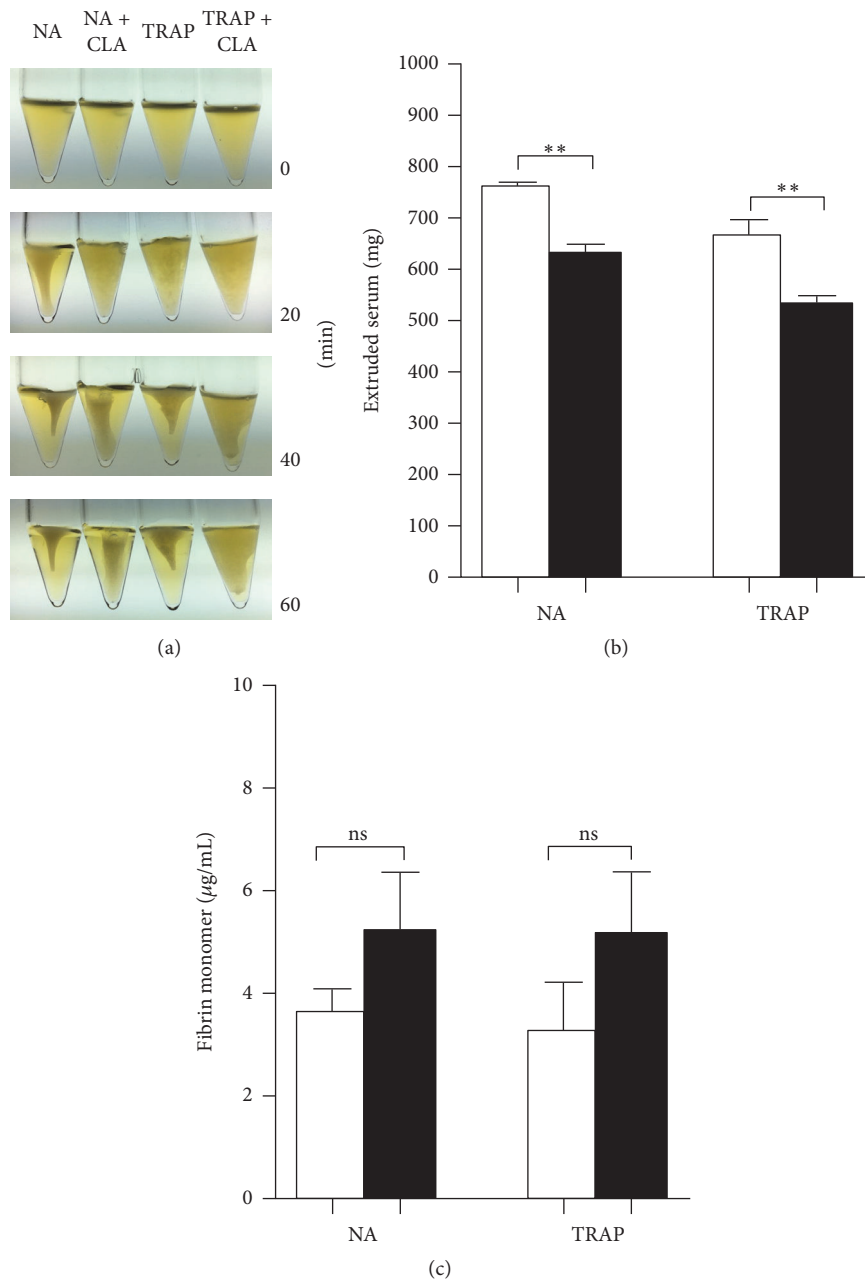 NA
NA +
CLA
TRAP
TRAP +
CLA
0
20
40
60
(min)
(a)
1000
900
800
700
600
500
400
300
200
100
0
Extruded serum (mg)
**
**
NA
TRAP
(b)
10
8
6
4
2
0
Fibrin monomer (μg/mL)
ns
ns
NA
TRAP
(c)